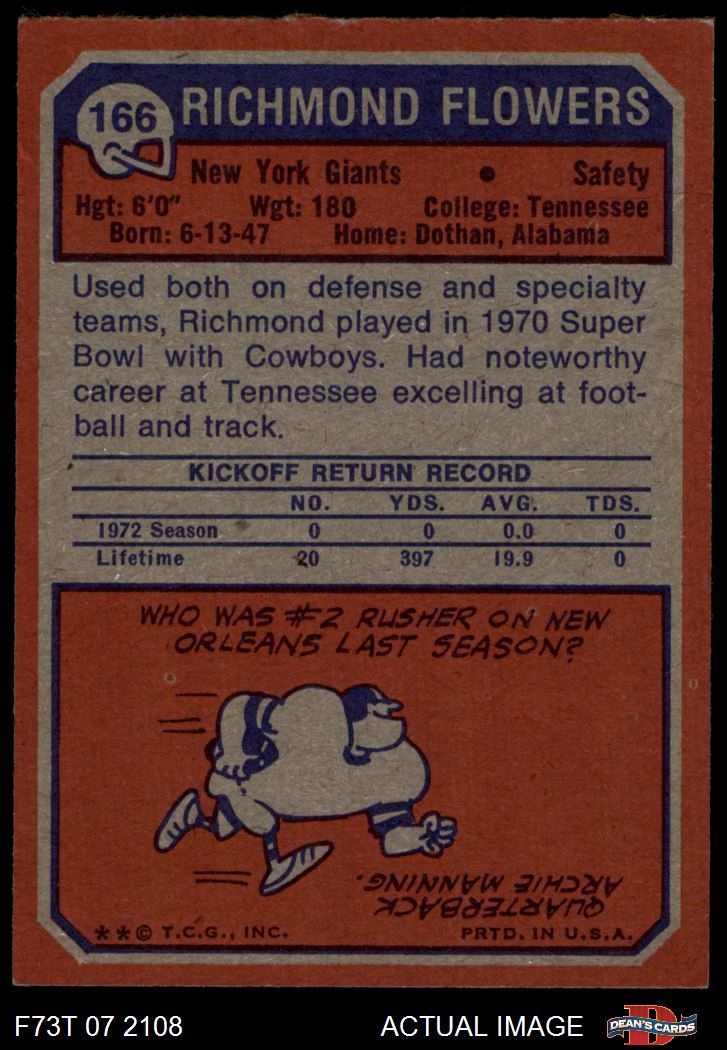 166 RICHMOND FLOWERS
New York Giants • Safety
Hgt: 6'0" Wgt: 180 College: Tennessee
Born: 6-13-47 Home: Dothan, Alabama
Used both on defense and specialty
teams, Richmond played in 1970 Super
Bowl with Cowboys. Had noteworthy
career at Tennessee excelling at foot-
ball and track.
KICKOFF RETURN RECORD
NO. YDS. AVG. TDS.
1972 Season 0 0 0.0 0
Lifetime 20 397 19.9 0
WHO WAS #2 RUSHER ON NEW
ORLEANS LAST SEASON?
QUARTERBACK
ARCHIE MANNING.
**© T.C.G., INC. PRTD. IN U.S.A.
F73T 07 2108 ACTUAL IMAGE D DEAN'S CARDS